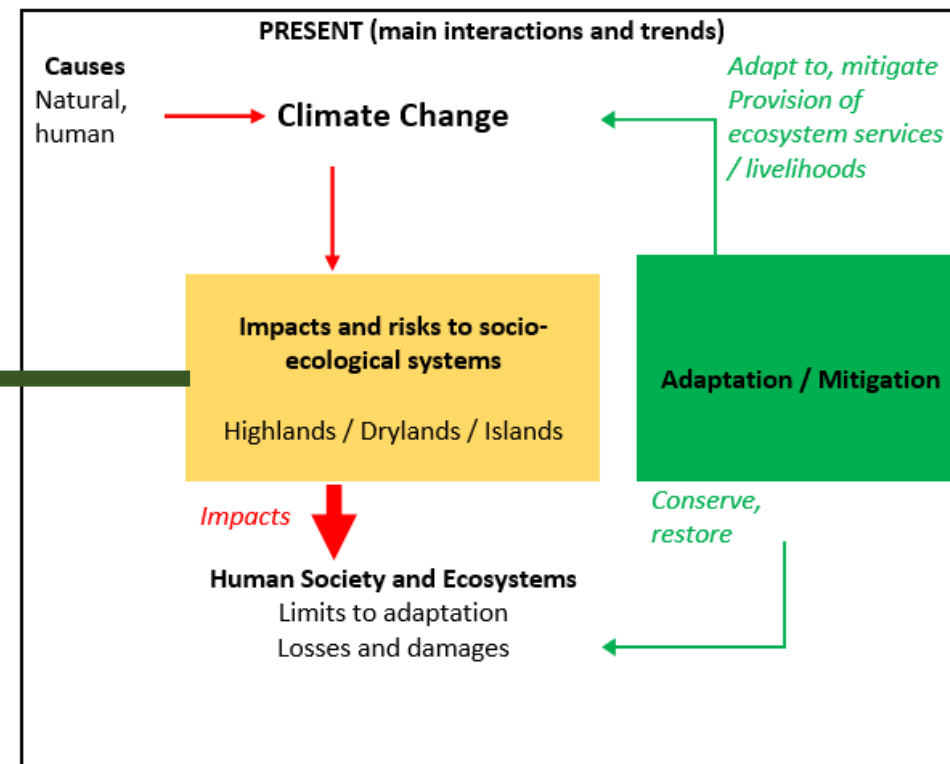 PRESENT (main interactions and trends)
Causes
Natural,
human
Climate Change
Adapt to, mitigate
Provision of
ecosystem services
/ livelihoods
Impacts and risks to socio-
ecological systems
Highlands / Drylands / Islands
Adaptation / Mitigation
Impacts
Conserve,
restore
Human Society and Ecosystems
Limits to adaptation
Losses and damages